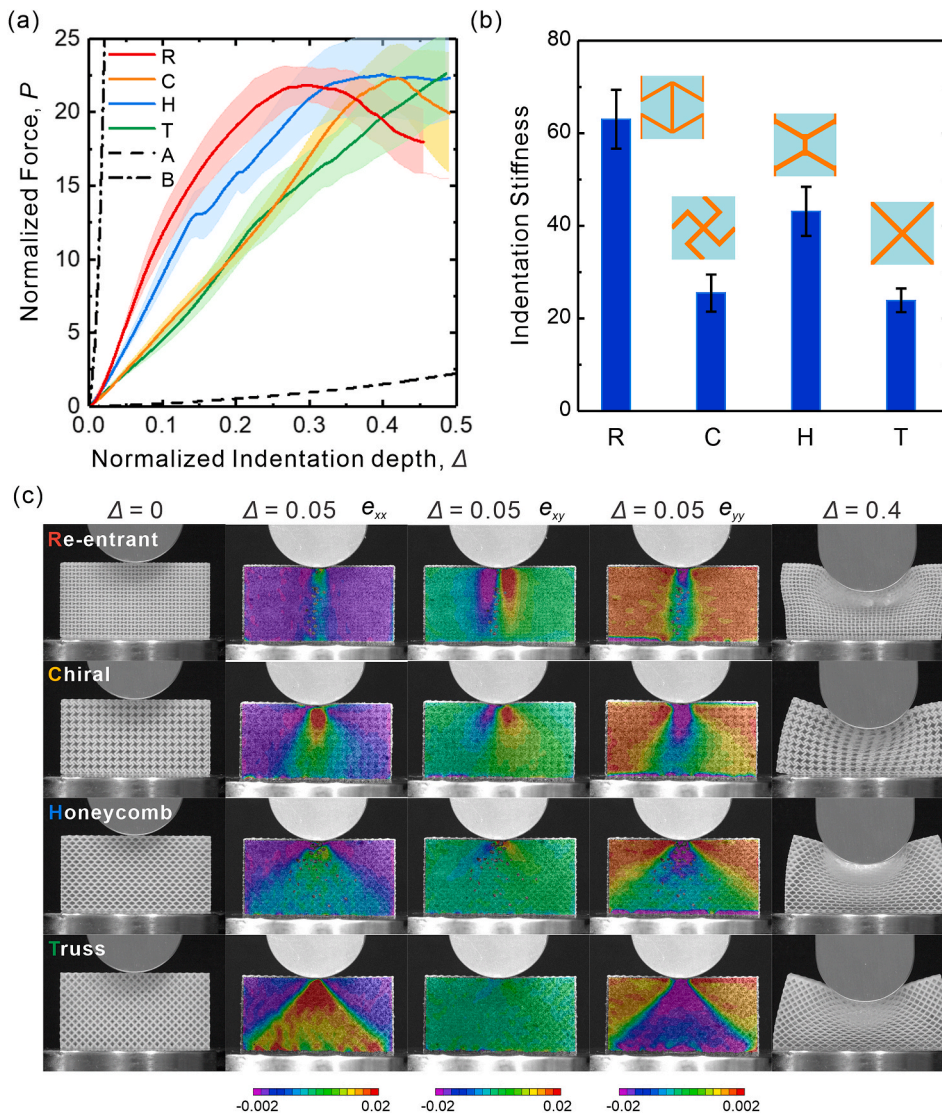 (a)
25
20
15
10
5
0
R
C
H
T
A
B
0.0 0.1 0.2 0.3 0.4 0.5
Normalized Force, P
Normalized Indentation depth, Δ
(b)
80
60
40
20
0
Indentation Stiffness
R C H T
(c)
Δ = 0 Δ = 0.05 exx Δ = 0.05 exy Δ = 0.05 eyy Δ = 0.4
Re-entrant
Chiral
Honeycomb
Truss
-0.002 0.02 -0.02 0.02 -0.02 0.002